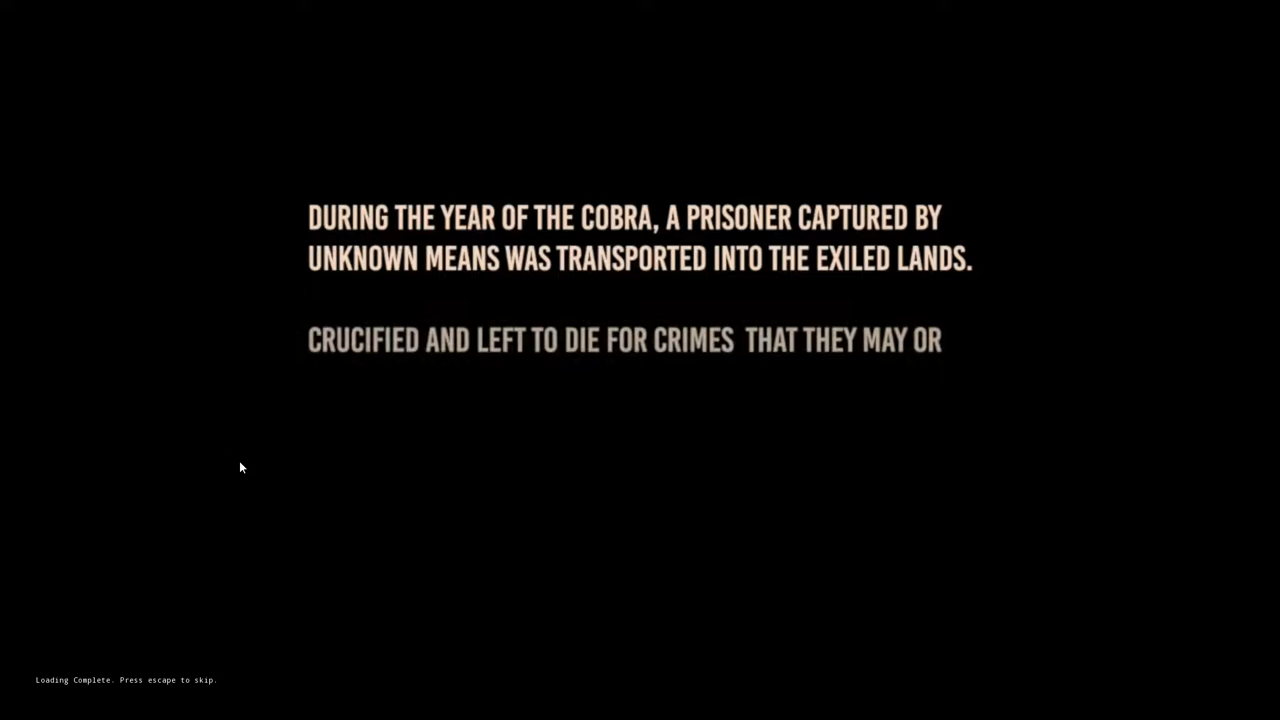 DURING THE YEAR OF THE COBRA, A PRISONER CAPTURED BY
UNKNOWN MEANS WAS TRANSPORTED INTO THE EXILED LANDS.
CRUCIFIED AND LEFT TO DIE FOR CRIMES THAT THEY MAY OR
Loading Complete. Press escape to skip.